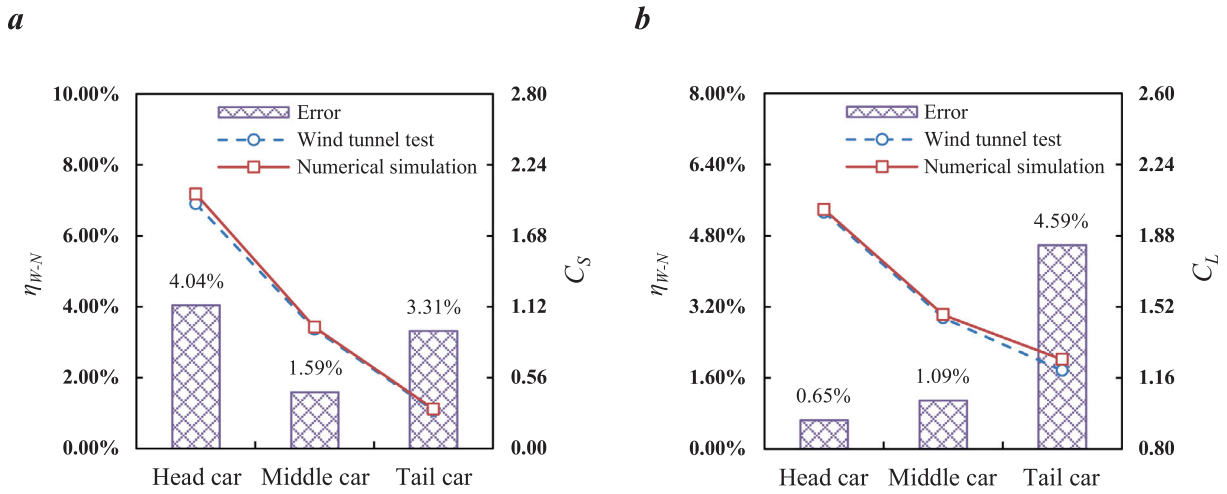 a
b
10.00%
8.00%
6.00%
4.00%
2.00%
0.00%
η_W-N
Error
Wind tunnel test
Numerical simulation
4.04%
1.59%
3.31%
2.80
2.24
1.68
1.12
0.56
0.00
C_S
Head car Middle car Tail car
8.00%
6.40%
4.80%
3.20%
1.60%
0.00%
η_W-N
Error
Wind tunnel test
Numerical simulation
0.65%
1.09%
4.59%
2.60
2.24
1.88
1.52
1.16
0.80
C_L
Head car Middle car Tail car